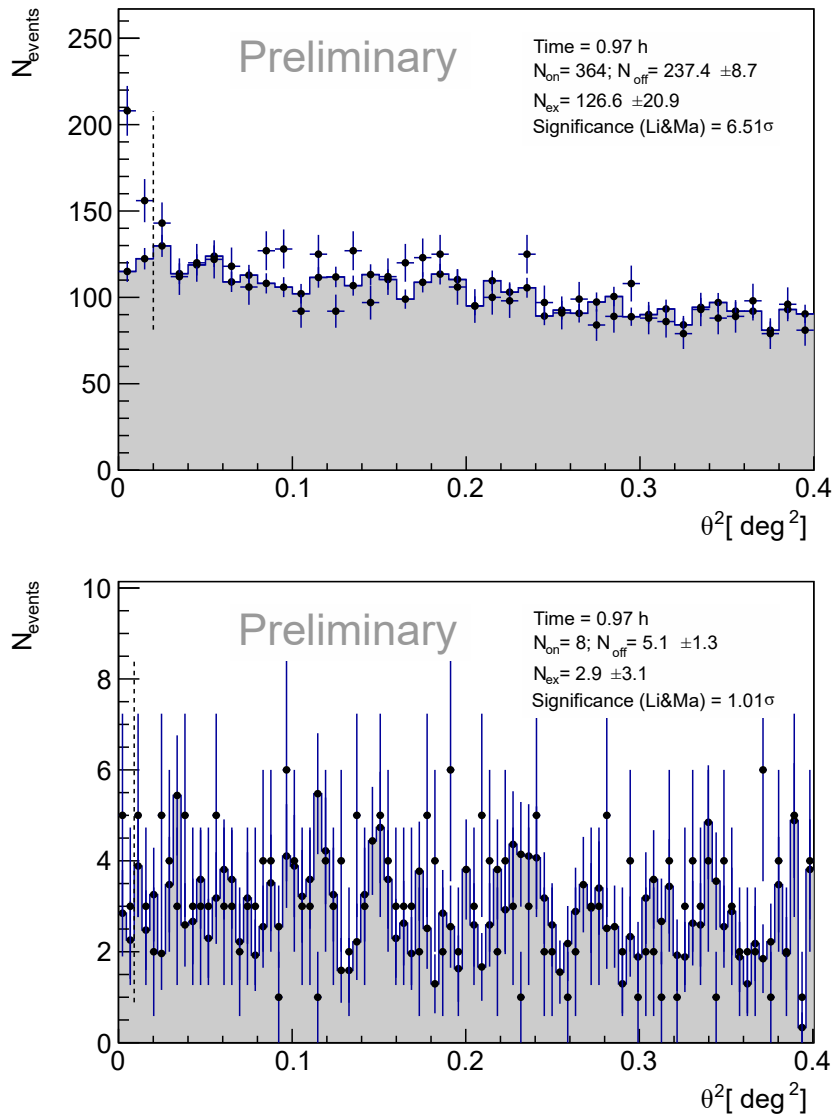 N_events
250
200
150
100
50
0
Preliminary
Time = 0.97 h
N_on= 364; N_off= 237.4 ±8.7
N_ex= 126.6 ±20.9
Significance (Li&Ma) = 6.51σ
0 0.1 0.2 0.3 0.4
θ²[ deg²]
N_events
10
8
6
4
2
0
Preliminary
Time = 0.97 h
N_on= 8; N_off= 5.1 ±1.3
N_ex= 2.9 ±3.1
Significance (Li&Ma) = 1.01σ
0 0.1 0.2 0.3 0.4
θ²[ deg²]